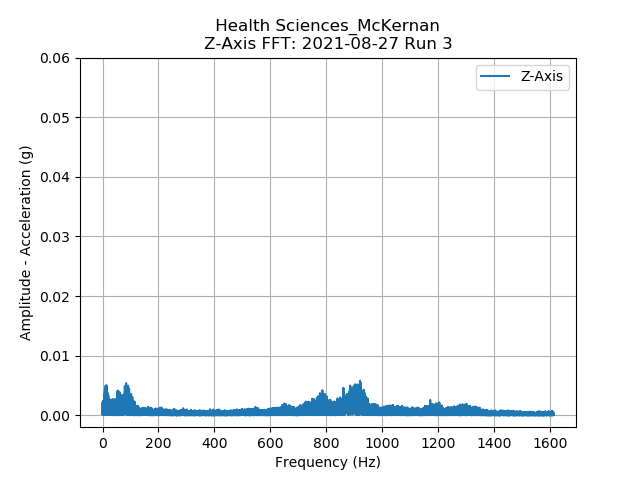 Health Sciences_McKernan
Z-Axis FFT: 2021-08-27 Run 3
Z-Axis
0.06
0.05
0.04
0.03
0.02
0.01
0.00
Amplitude - Acceleration (g)
0 200 400 600 800 1000 1200 1400 1600
Frequency (Hz)